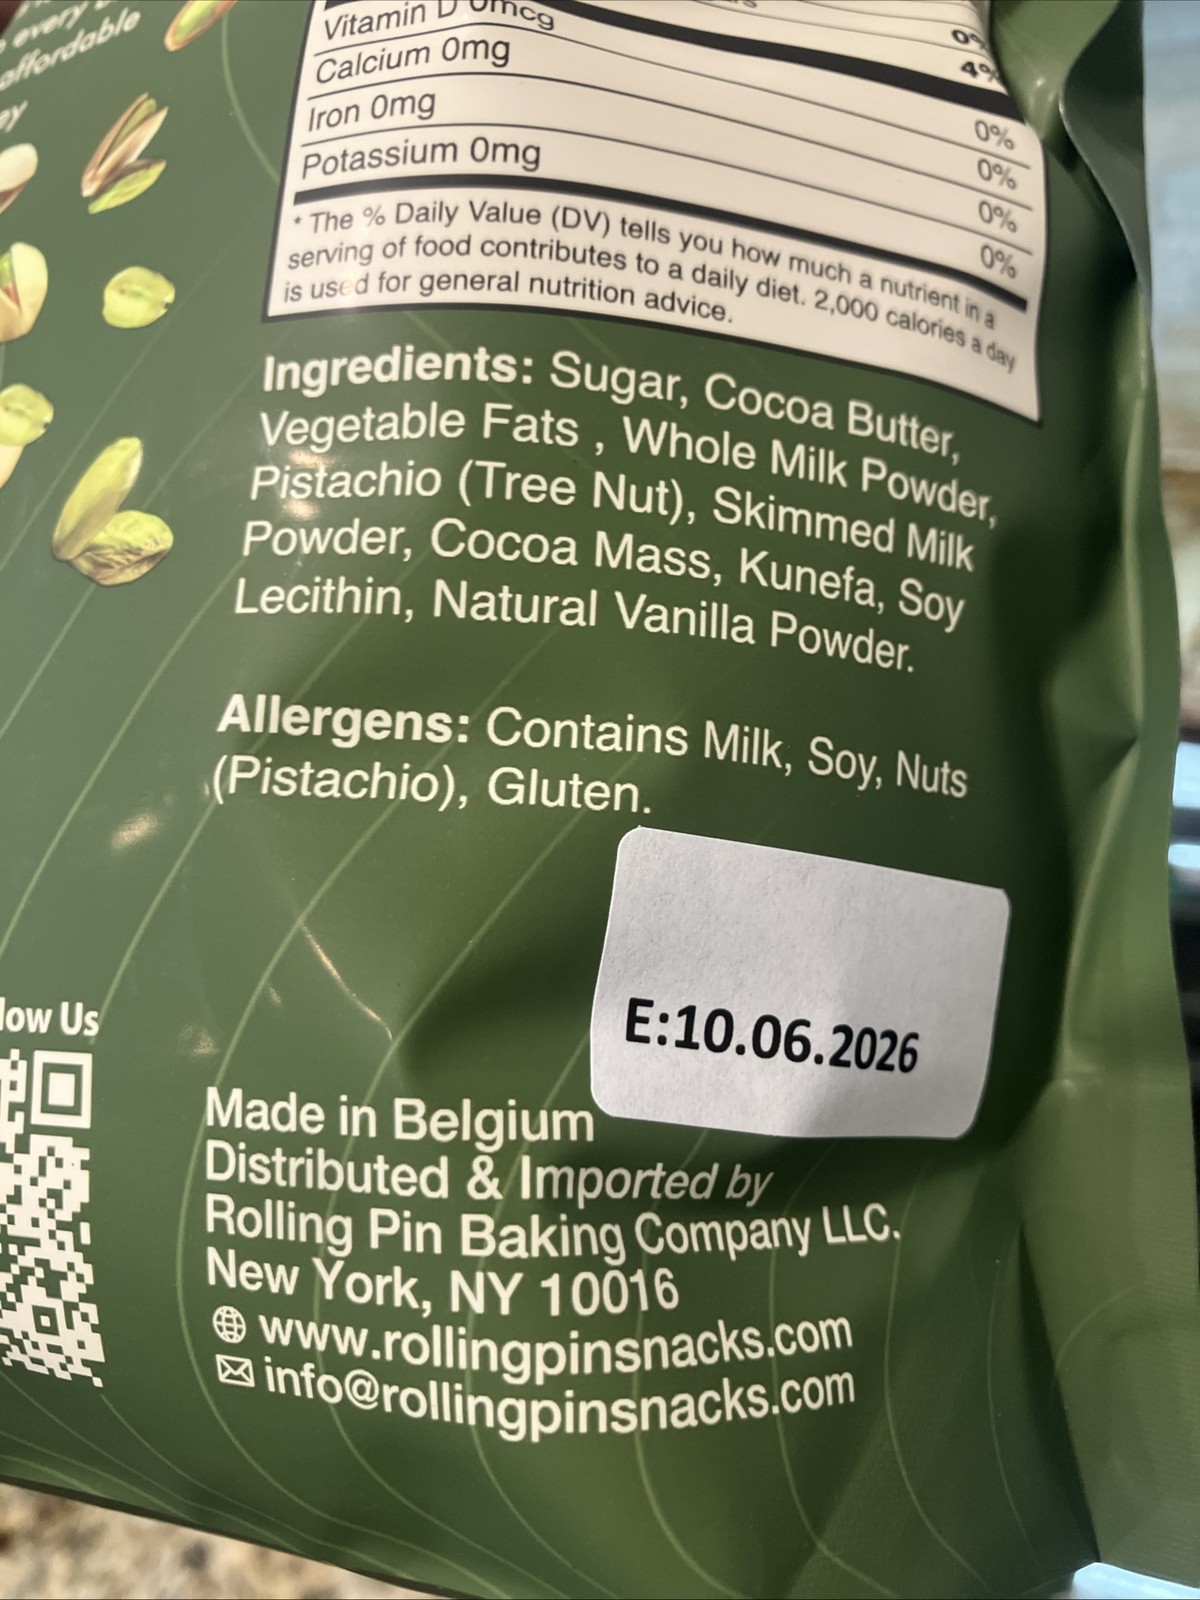 every
affordable
ey
0%
4%
Vitamin D 0mcg 0%
Calcium 0mg 0%
Iron 0mg 0%
Potassium 0mg 0%
* The % Daily Value (DV) tells you how much a nutrient in a
serving of food contributes to a daily diet. 2,000 calories a day
is used for general nutrition advice.
Ingredients: Sugar, Cocoa Butter,
Vegetable Fats , Whole Milk Powder,
Pistachio (Tree Nut), Skimmed Milk
Powder, Cocoa Mass, Kunefa, Soy
Lecithin, Natural Vanilla Powder.
Allergens: Contains Milk, Soy, Nuts
(Pistachio), Gluten.
E:10.06.2026
low Us
Made in Belgium
Distributed & Imported by
Rolling Pin Baking Company LLC.
New York, NY 10016
www.rollingpinsnacks.com
info@rollingpinsnacks.com